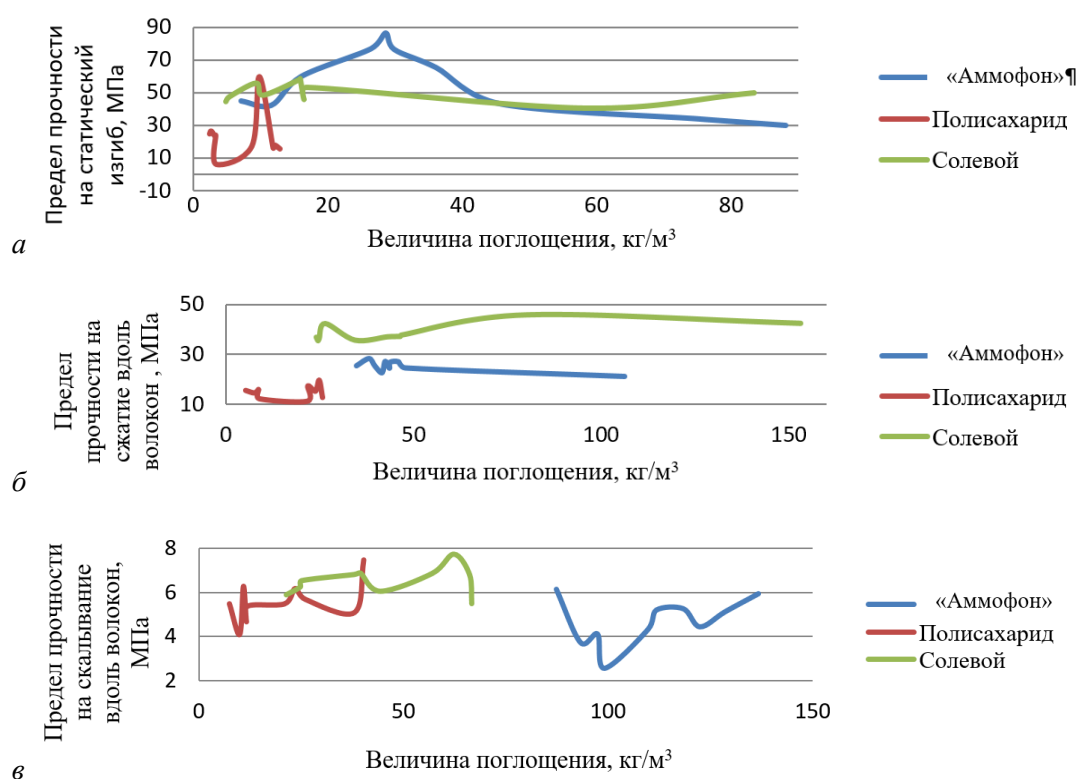 Предел прочности
на статический
изгиб, МПа
90
70
50
30
10
-10
0 20 40 60 80
Величина поглощения, кг/м³
«Аммофон»¶
Полисахарид
Солевой
а
Предел
прочности на
сжатие вдоль
волокон , МПа
50
30
10
0 50 100 150
Величина поглощения, кг/м³
«Аммофон»
Полисахарид
Солевой
б
Предел прочности
на скалывание
вдоль волокон,
МПа
8
6
4
2
0 50 100 150
Величина поглощения, кг/м³
«Аммофон»
Полисахарид
Солевой
в